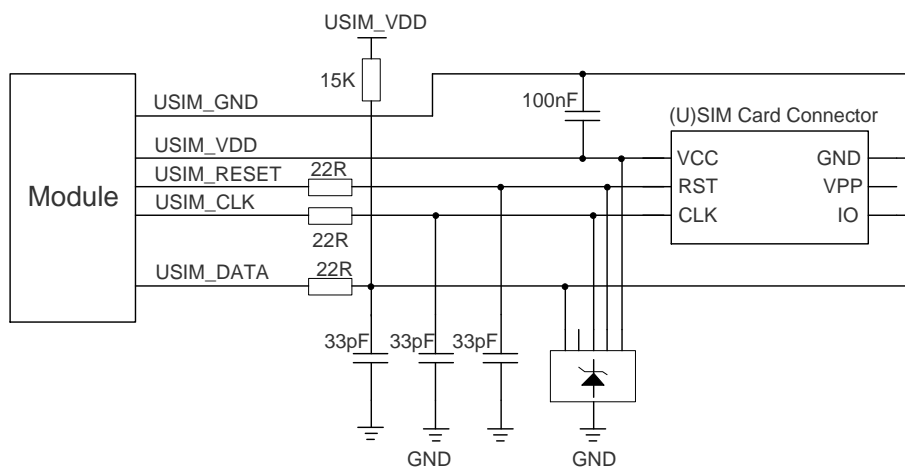 USIM_VDD
15K
USIM_GND
100nF
(U)SIM Card Connector
USIM_VDD
VCC
GND
USIM_RESET
22R
RST
VPP
Module
USIM_CLK
CLK
IO
22R
USIM_DATA
22R
33pF
33pF
33pF
GND
GND